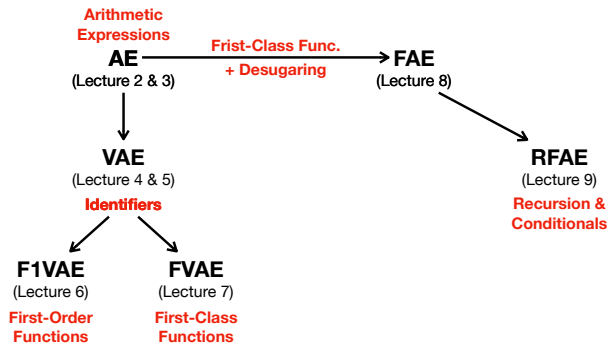 Arithmetic
Expressions
AE
(Lecture 2 & 3)
Frist-Class Func.
+ Desugaring
FAE
(Lecture 8)
VAE
(Lecture 4 & 5)
Identifiers
RFAE
(Lecture 9)
Recursion &
Conditionals
F1VAE
(Lecture 6)
First-Order
Functions
FVAE
(Lecture 7)
First-Class
Functions